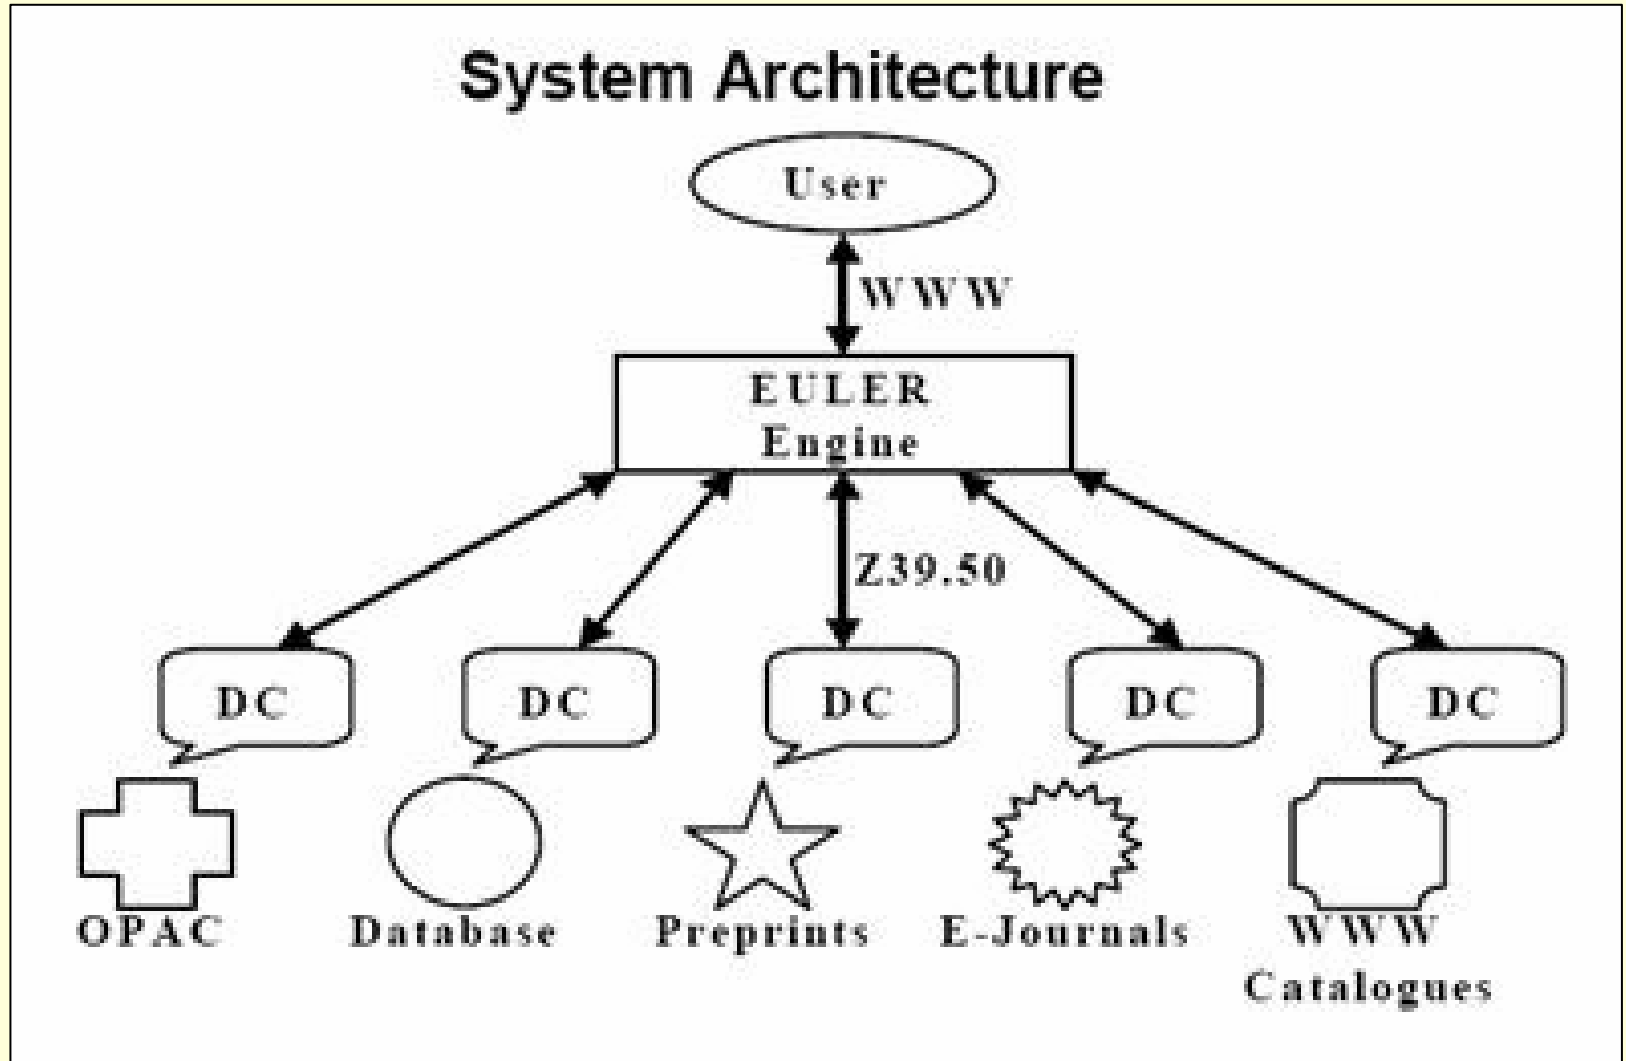 System Architecture
User
WWW
EULER
Engine
Z39.50
DC DC DC DC DC
OPAC Database Preprints E-Journals WWW
Catalogues